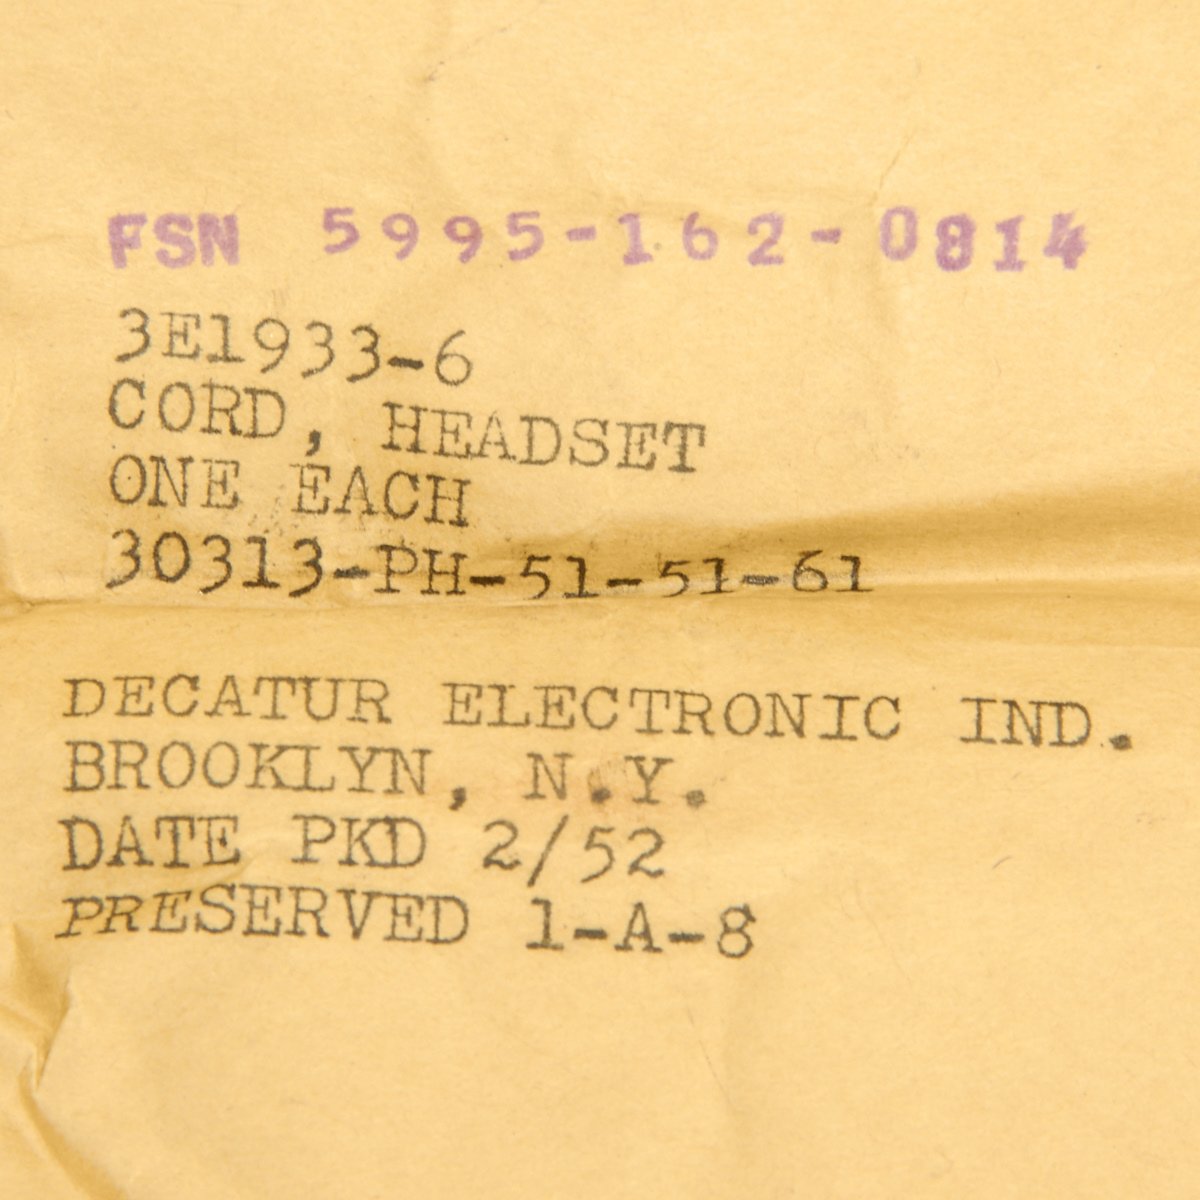 FSN 5995-162-0814
3E1933-6
CORD, HEADSET
ONE EACH
30313-PH-51-51-61
DECATUR ELECTRONIC IND.
BROOKLYN, N.Y.
DATE PKD 2/52
PRESERVED 1-A-8